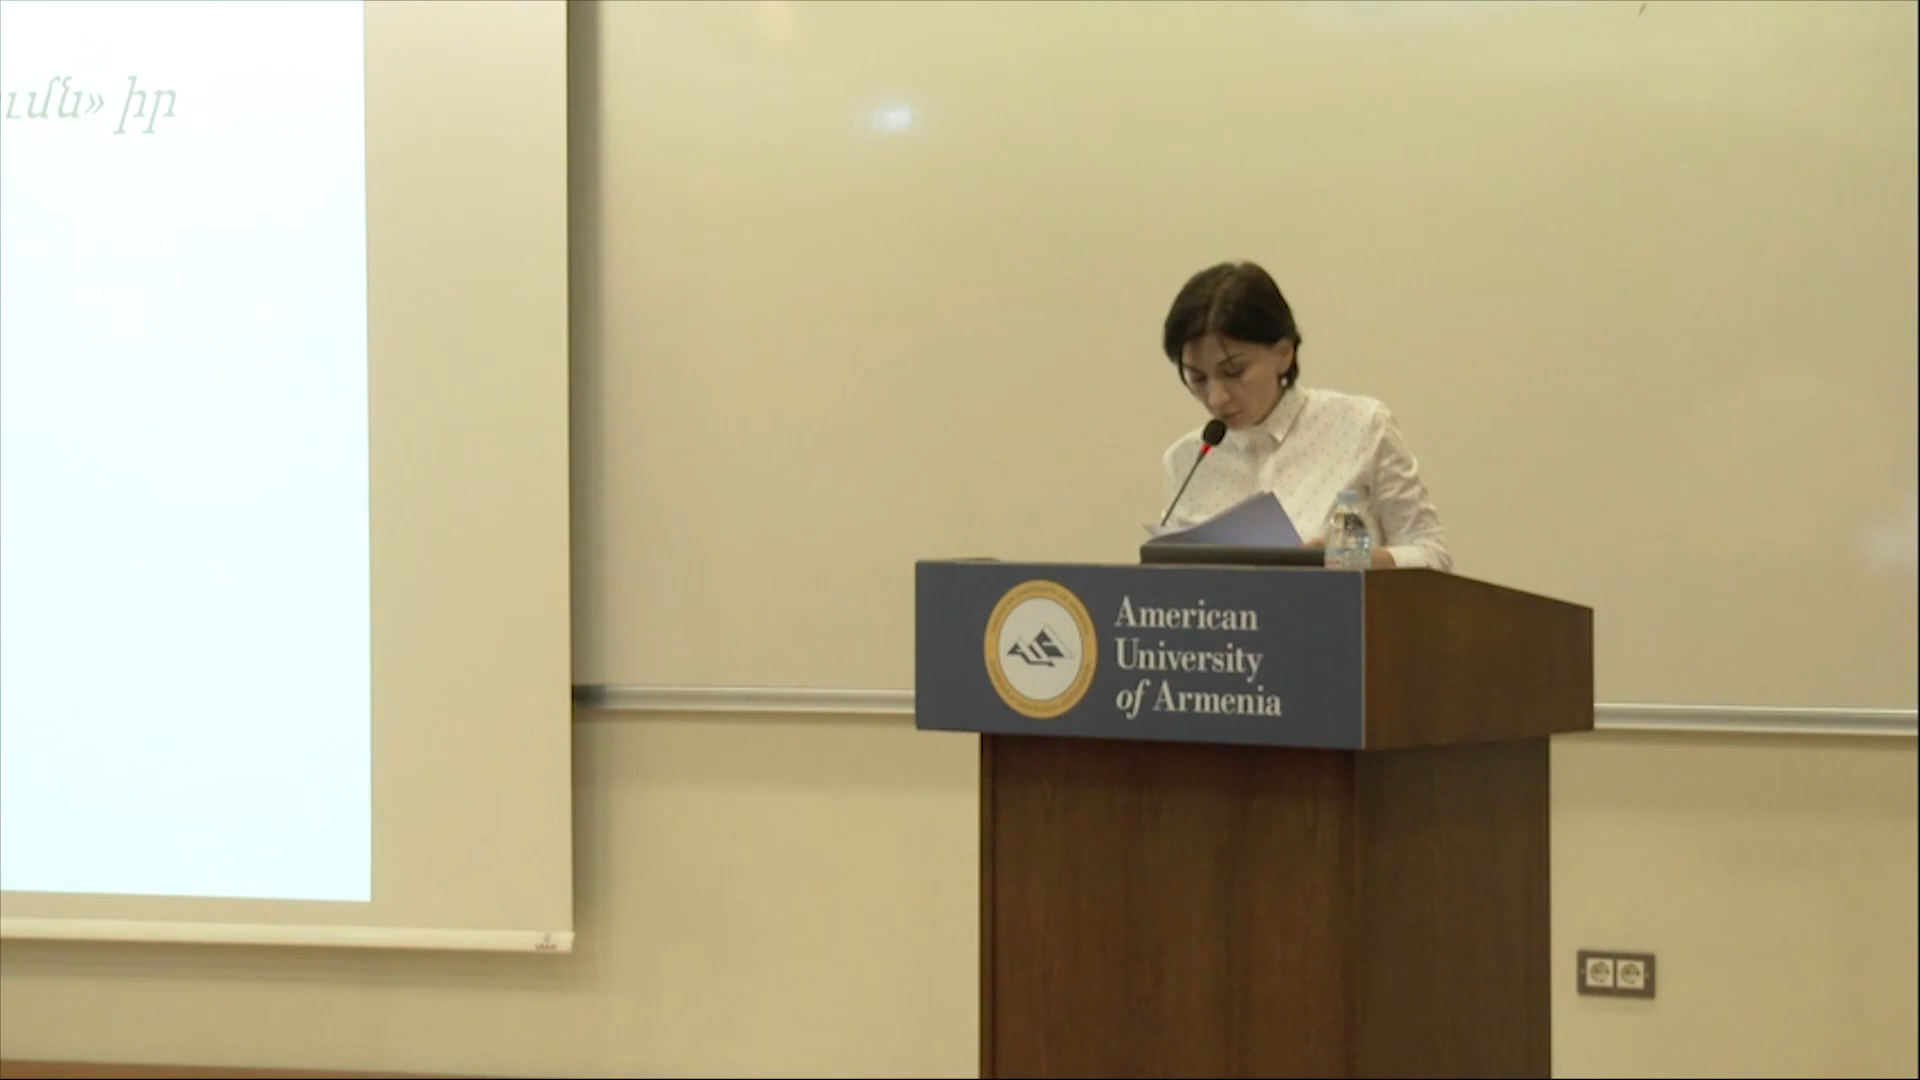 ւմն» իր
American
University
of Armenia